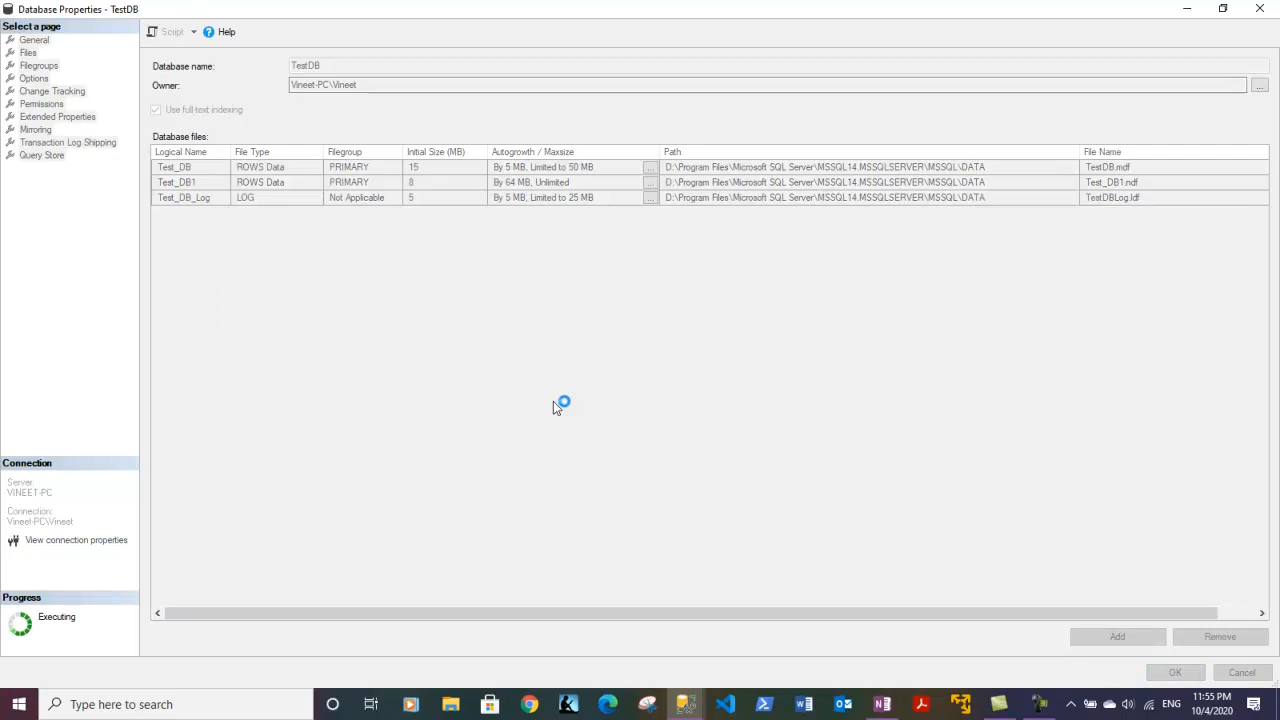 Database Properties - TestDB
Select a page
General
Files
Filegroups
Options
Change Tracking
Permissions
Extended Properties
Mirroring
Transaction Log Shipping
Query Store
Script
Help
Database name: TestDB
Owner: Vineet-PC\Vineet ...
Use full-text indexing
Database files:
Logical Name File Type Filegroup Initial Size (MB) Autogrowth / Maxsize Path File Name
Test_DB ROWS Data PRIMARY 15 By 5 MB, Limited to 50 MB ... D:\Program Files\Microsoft SQL Server\MSSQL14.MSSQLSERVER\MSSQL\DATA TestDB.mdf
Test_DB1 ROWS Data PRIMARY 8 By 64 MB, Unlimited ... D:\Program Files\Microsoft SQL Server\MSSQL14.MSSQLSERVER\MSSQL\DATA Test_DB1.ndf
Test_DB_Log LOG Not Applicable 5 By 5 MB, Limited to 25 MB ... D:\Program Files\Microsoft SQL Server\MSSQL14.MSSQLSERVER\MSSQL\DATA TestDBLog.ldf
Connection
Server:
VINEET-PC
Connection:
Vineet-PC\Vineet
View connection properties
Progress
Executing
Add Remove
OK Cancel
Type here to search
ENG
11:55 PM
10/4/2020